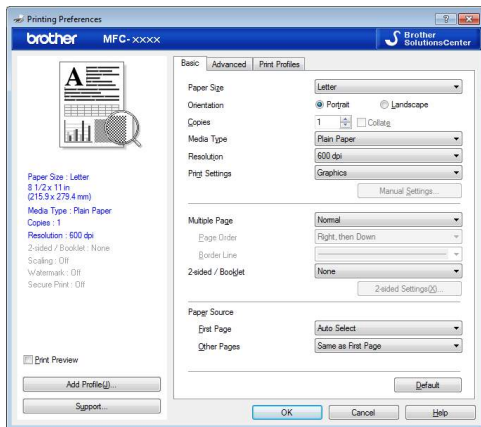 Printing Preferences
brother MFC-xxxx
Brother
SolutionsCenter
Basic Advanced Print Profiles
A
Paper Size : Letter
8 1/2 x 11 in
(215.9 x 279.4 mm)
Media Type : Plain Paper
Copies : 1
Resolution : 600 dpi
2-sided / Booklet : None
Scaling : Off
Watermark : Off
Secure Print : Off
Print Preview
Add Profile(J)...
Support...
Paper Size Letter
Orientation Portrait Landscape
Copies 1 Collate
Media Type Plain Paper
Resolution 600 dpi
Print Settings Graphics
Manual Settings...
Multiple Page Normal
Page Order Right, then Down
Border Line
2-sided / Booklet None
2-sided Settings(X)...
Paper Source
First Page Auto Select
Other Pages Same as First Page
Default
OK Cancel Help